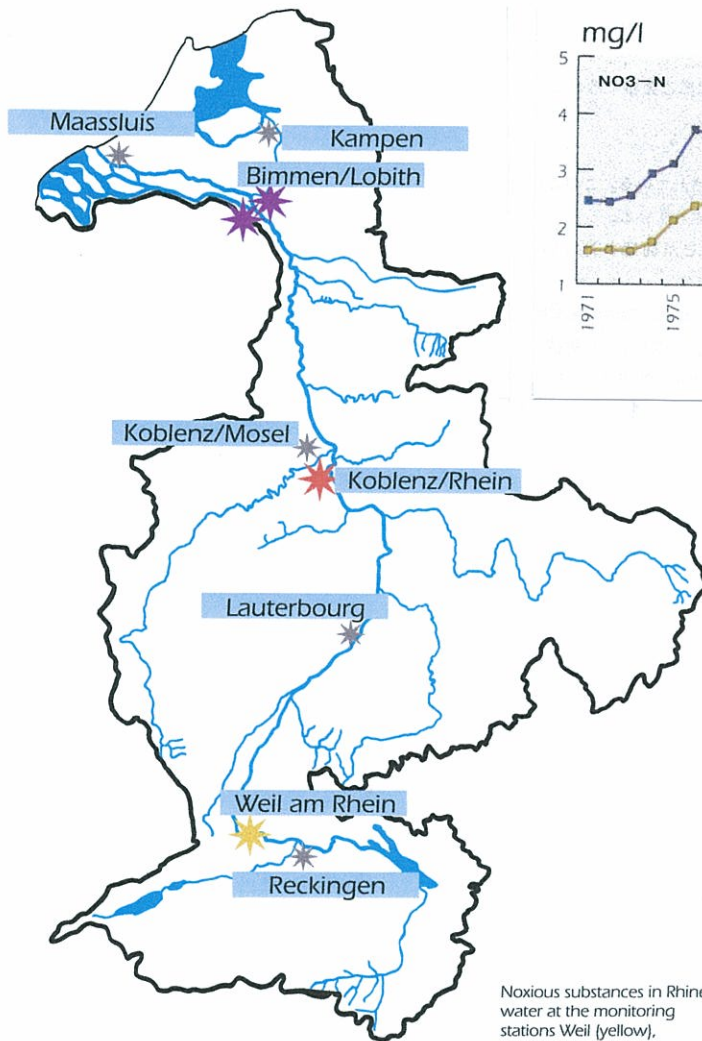 mg/l
5
NO3-N
4
3
2
1
1971
1975
Maassluis
Kampen
Bimmen/Lobith
Koblenz/Mosel
Koblenz/Rhein
Lauterbourg
Weil am Rhein
Reckingen
Noxious substances in Rhine
water at the monitoring
stations Weil (yellow),